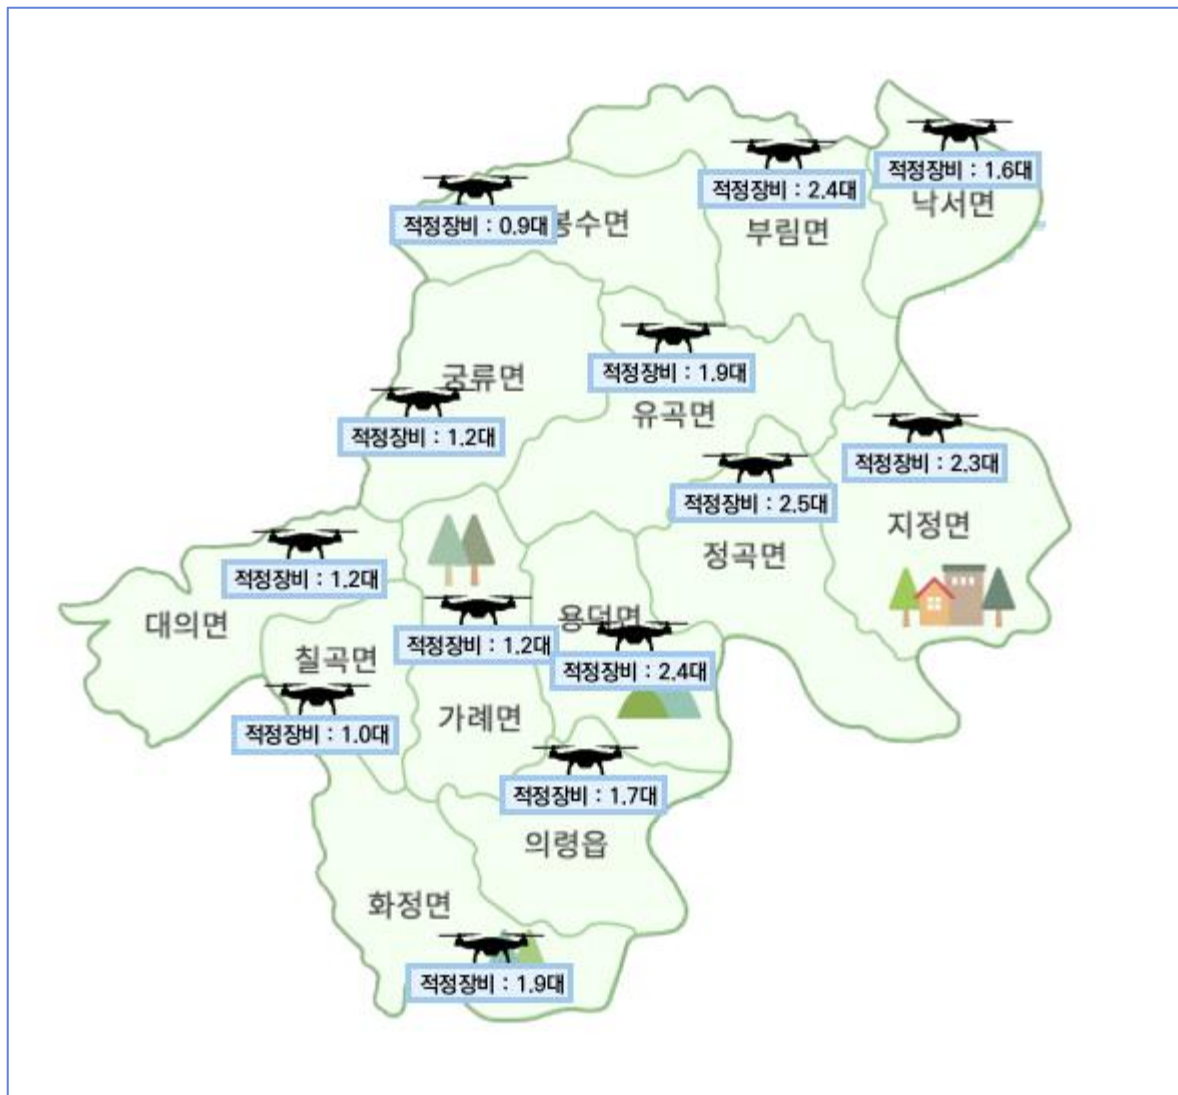 적정장비 : 1.6대
낙서면
적정장비 : 2.4대
부림면
적정장비 : 0.9대
봉수면
적정장비 : 1.9대
유곡면
궁류면
적정장비 : 1.2대
적정장비 : 2.3대
지정면
적정장비 : 2.5대
정곡면
적정장비 : 1.2대
대의면
칠곡면
적정장비 : 1.0대
적정장비 : 1.2대
가례면
용덕면
적정장비 : 2.4대
적정장비 : 1.7대
의령읍
화정면
적정장비 : 1.9대